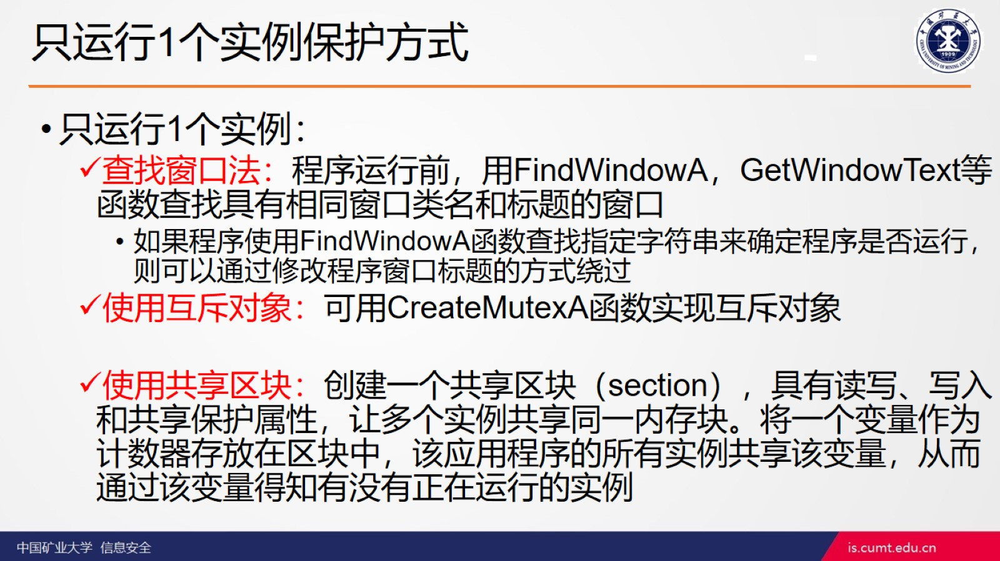 只运行1个实例保护方式
中国矿业大学
CHINA UNIVERSITY OF MINING AND TECHNOLOGY
1909
•只运行1个实例：
✓查找窗口法：程序运行前，用FindWindowA，GetWindowText等
函数查找具有相同窗口类名和标题的窗口
•如果程序使用FindWindowA函数查找指定字符串来确定程序是否运行，
则可以通过修改程序窗口标题的方式绕过
✓使用互斥对象：可用CreateMutexA函数实现互斥对象
✓使用共享区块：创建一个共享区块（section），具有读写、写入
和共享保护属性，让多个实例共享同一内存块。将一个变量作为
计数器存放在区块中，该应用程序的所有实例共享该变量，从而
通过该变量得知有没有正在运行的实例
中国矿业大学 信息安全
is.cumt.edu.cn